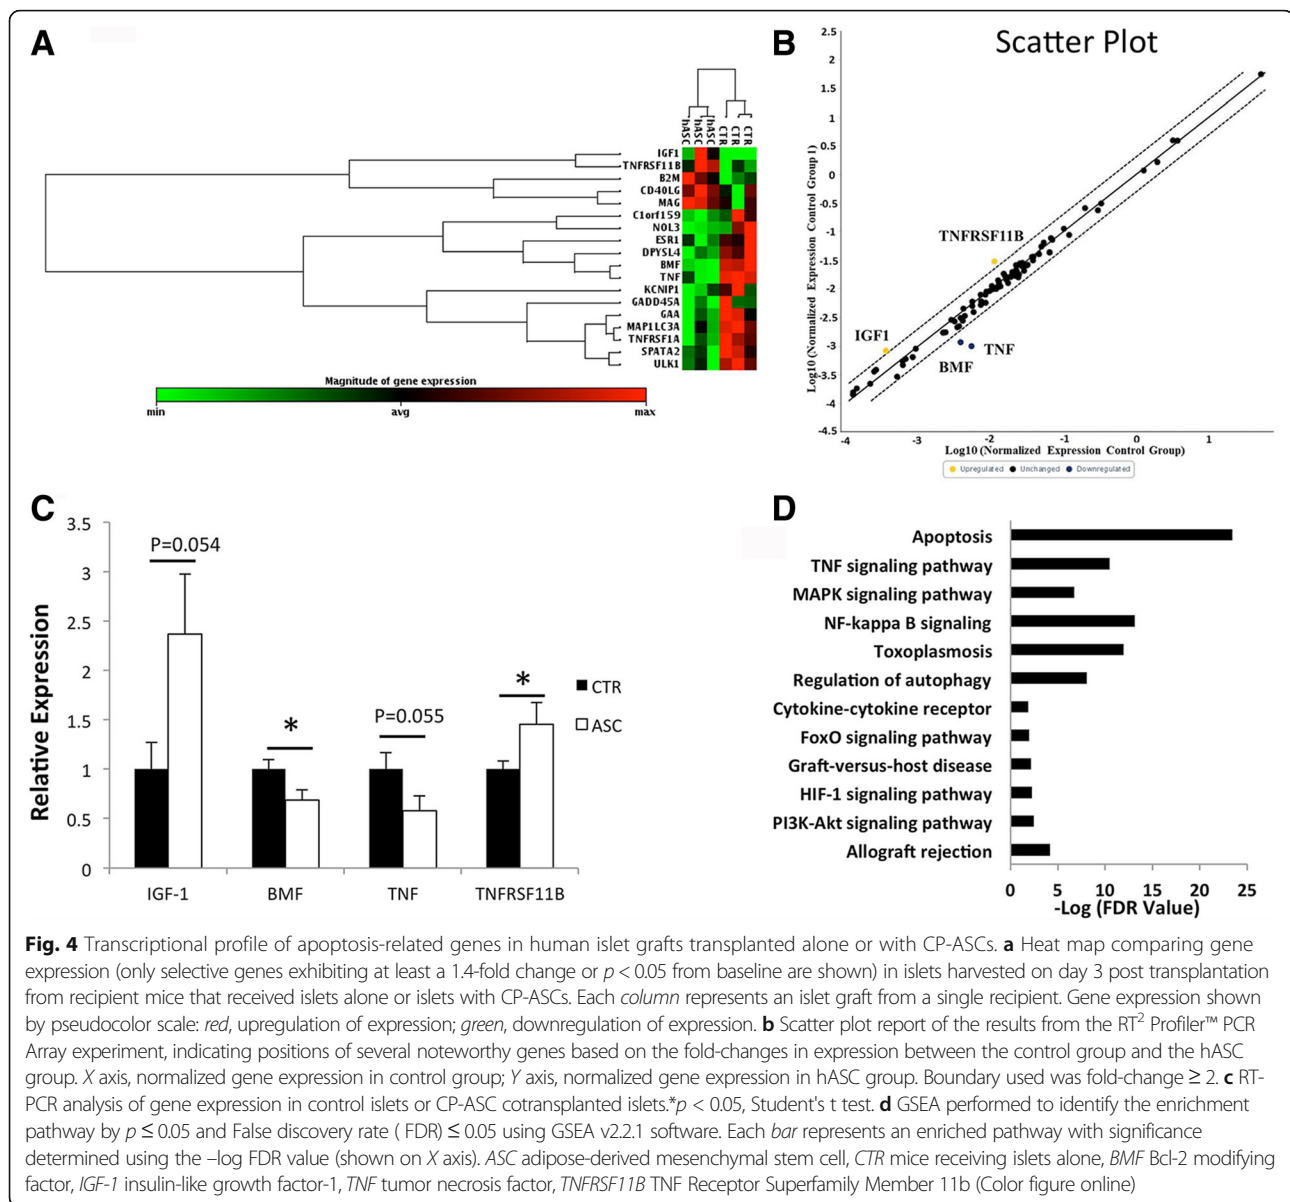 A
hASC
hASC
hASC
CTR
CTR
CTR
IGF1
TNFRSF11B
B2M
CD40LG
MAG
C1orf159
NOL3
ESR1
DPYSL4
BMF
TNF
KCNIP1
GADD45A
GAA
MAP1LC3A
TNFRSF1A
SPATA2
ULK1
Magnitude of gene expression
min avg max
B
Scatter Plot
Log10 (Normalized Expression Control Group 1)
2.5
2
1.5
1
0.5
0
-0.5
-1
-1.5
-2
-2.5
-3
-3.5
-4
-4.5
TNFRSF11B
IGF1
BMF
TNF
-4 -3 -2 -1 0 1
Log10 (Normalized Expression Control Group)
Upregulated Unchanged Downregulated
C
Relative Expression
3.5
3
2.5
2
1.5
1
0.5
0
P=0.054
*
P=0.055
*
CTR
ASC
IGF-1 BMF TNF TNFRSF11B
D
Apoptosis
TNF signaling pathway
MAPK signaling pathway
NF-kappa B signaling
Toxoplasmosis
Regulation of autophagy
Cytokine-cytokine receptor
FoxO signaling pathway
Graft-versus-host disease
HIF-1 signaling pathway
PI3K-Akt signaling pathway
Allograft rejection
0 5 10 15 20 25
-Log (FDR Value)
Fig. 4 Transcriptional profile of apoptosis-related genes in human islet grafts transplanted alone or with CP-ASCs. a Heat map comparing gene
expression (only selective genes exhibiting at least a 1.4-fold change or p < 0.05 from baseline are shown) in islets harvested on day 3 post transplantation
from recipient mice that received islets alone or islets with CP-ASCs. Each column represents an islet graft from a single recipient. Gene expression shown
by pseudocolor scale: red, upregulation of expression; green, downregulation of expression. b Scatter plot report of the results from the RT² Profiler™ PCR
Array experiment, indicating positions of several noteworthy genes based on the fold-changes in expression between the control group and the hASC
group. X axis, normalized gene expression in control group; Y axis, normalized gene expression in hASC group. Boundary used was fold-change ≥ 2. c RT-
PCR analysis of gene expression in control islets or CP-ASC cotransplanted islets.*p < 0.05, Student's t test. d GSEA performed to identify the enrichment
pathway by p ≤ 0.05 and False discovery rate ( FDR) ≤ 0.05 using GSEA v2.2.1 software. Each bar represents an enriched pathway with significance
determined using the –log FDR value (shown on X axis). ASC adipose-derived mesenchymal stem cell, CTR mice receiving islets alone, BMF Bcl-2 modifying
factor, IGF-1 insulin-like growth factor-1, TNF tumor necrosis factor, TNFRSF11B TNF Receptor Superfamily Member 11b (Color figure online)